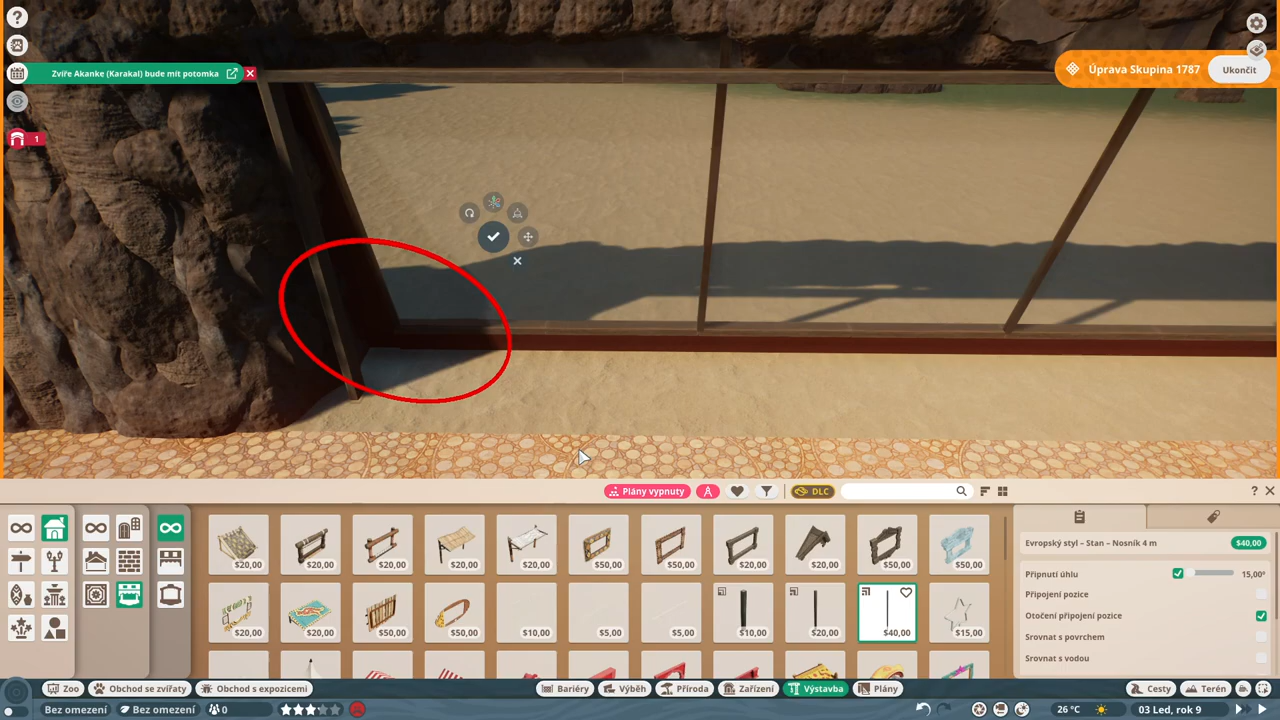 Zvíře Akanke (Karakal) bude mít potomka
Úprava Skupina 1787
Ukončit
1
Plány vypnuty
DLC
$20,00 $20,00 $20,00 $20,00 $20,00 $50,00 $50,00 $20,00 $20,00 $50,00 $50,00
$20,00 $20,00 $50,00 $50,00 $10,00 $5,00 $5,00 $10,00 $20,00 $40,00 $15,00
Evropský styl – Stan – Nosník 4 m $40,00
Připnutí úhlu 15,00°
Připojení pozice
Otočení připojení pozice
Srovnat s povrchem
Srovnat s vodou
Zoo Obchod se zvířaty Obchod s expozicemi Bariéry Výběh Příroda Zařízení Výstavba Plány Cesty Terén
Bez omezení Bez omezení 0 26 °C 03 Led, rok 9